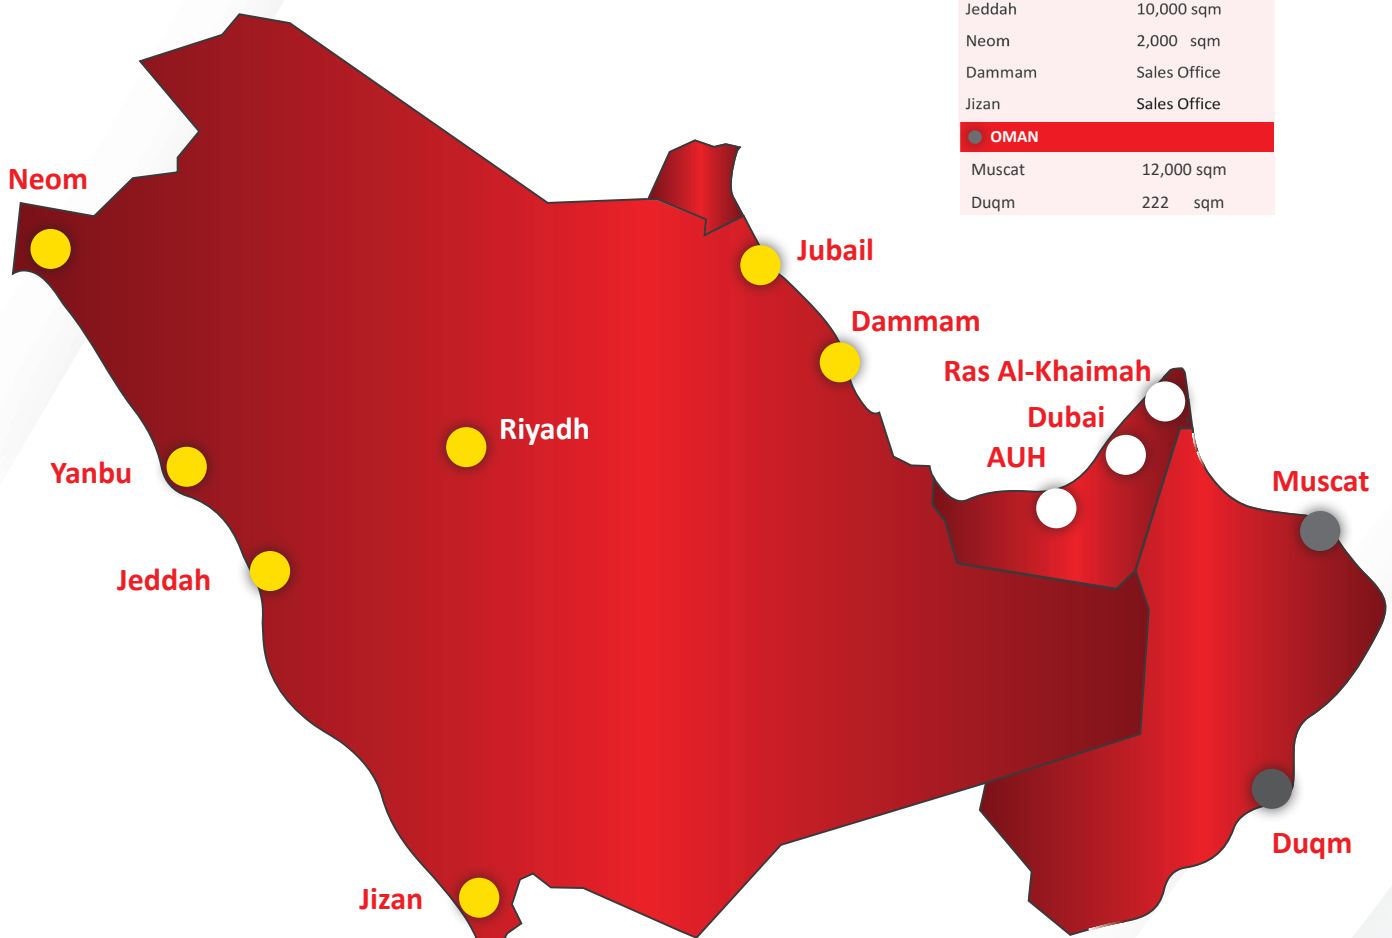 Jeddah 10,000 sqm
Neom 2,000 sqm
Dammam Sales Office
Jizan Sales Office
OMAN
Muscat 12,000 sqm
Duqm 222 sqm
Neom
Jubail
Dammam
Ras Al-Khaimah
Dubai
Riyadh
AUH
Yanbu
Muscat
Jeddah
Duqm
Jizan